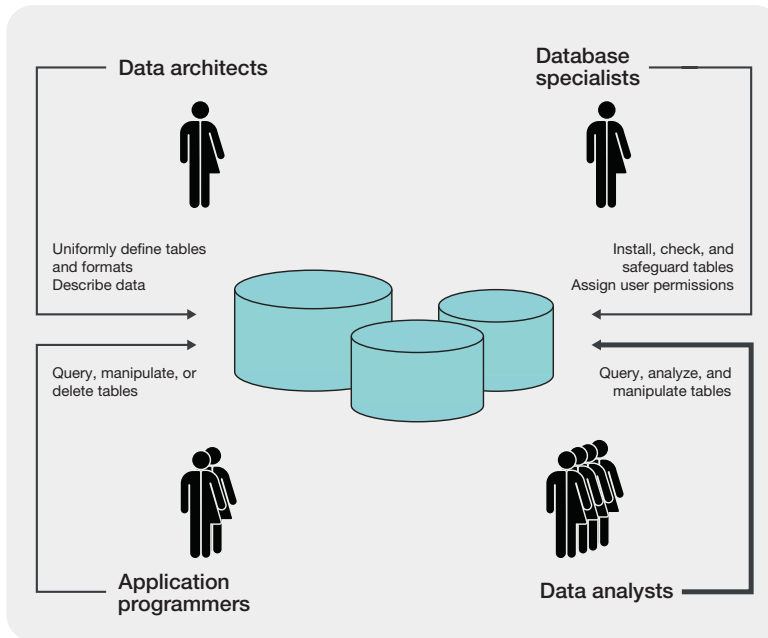 Data architects
Database
specialists
Uniformly define tables
and formats
Describe data
Install, check, and
safeguard tables
Assign user permissions
Query, manipulate, or
delete tables
Query, analyze, and
manipulate tables
Application
programmers
Data analysts